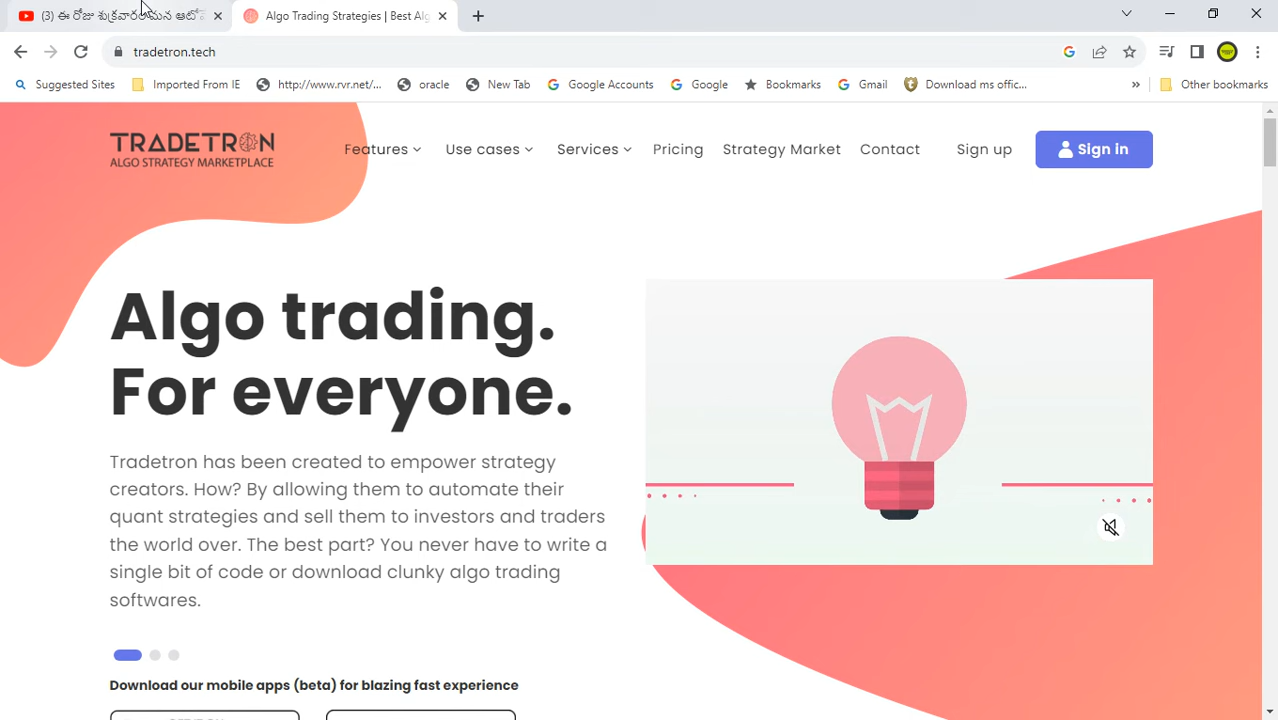 (3) ఈ రోజు శుక్రవారం
Algo Trading Strategies | Best Alg
tradetron.tech
Suggested Sites
Imported From IE
http://www.rvr.net/...
oracle
New Tab
Google Accounts
Google
Bookmarks
Gmail
Download ms offic...
»
Other bookmarks
TRADETRON
ALGO STRATEGY MARKETPLACE
Features
Use cases
Services
Pricing
Strategy Market
Contact
Sign up
Sign in
Algo trading.
For everyone.
Tradetron has been created to empower strategy
creators. How? By allowing them to automate their
quant strategies and sell them to investors and traders
the world over. The best part? You never have to write a
single bit of code or download clunky algo trading
softwares.
Download our mobile apps (beta) for blazing fast experience